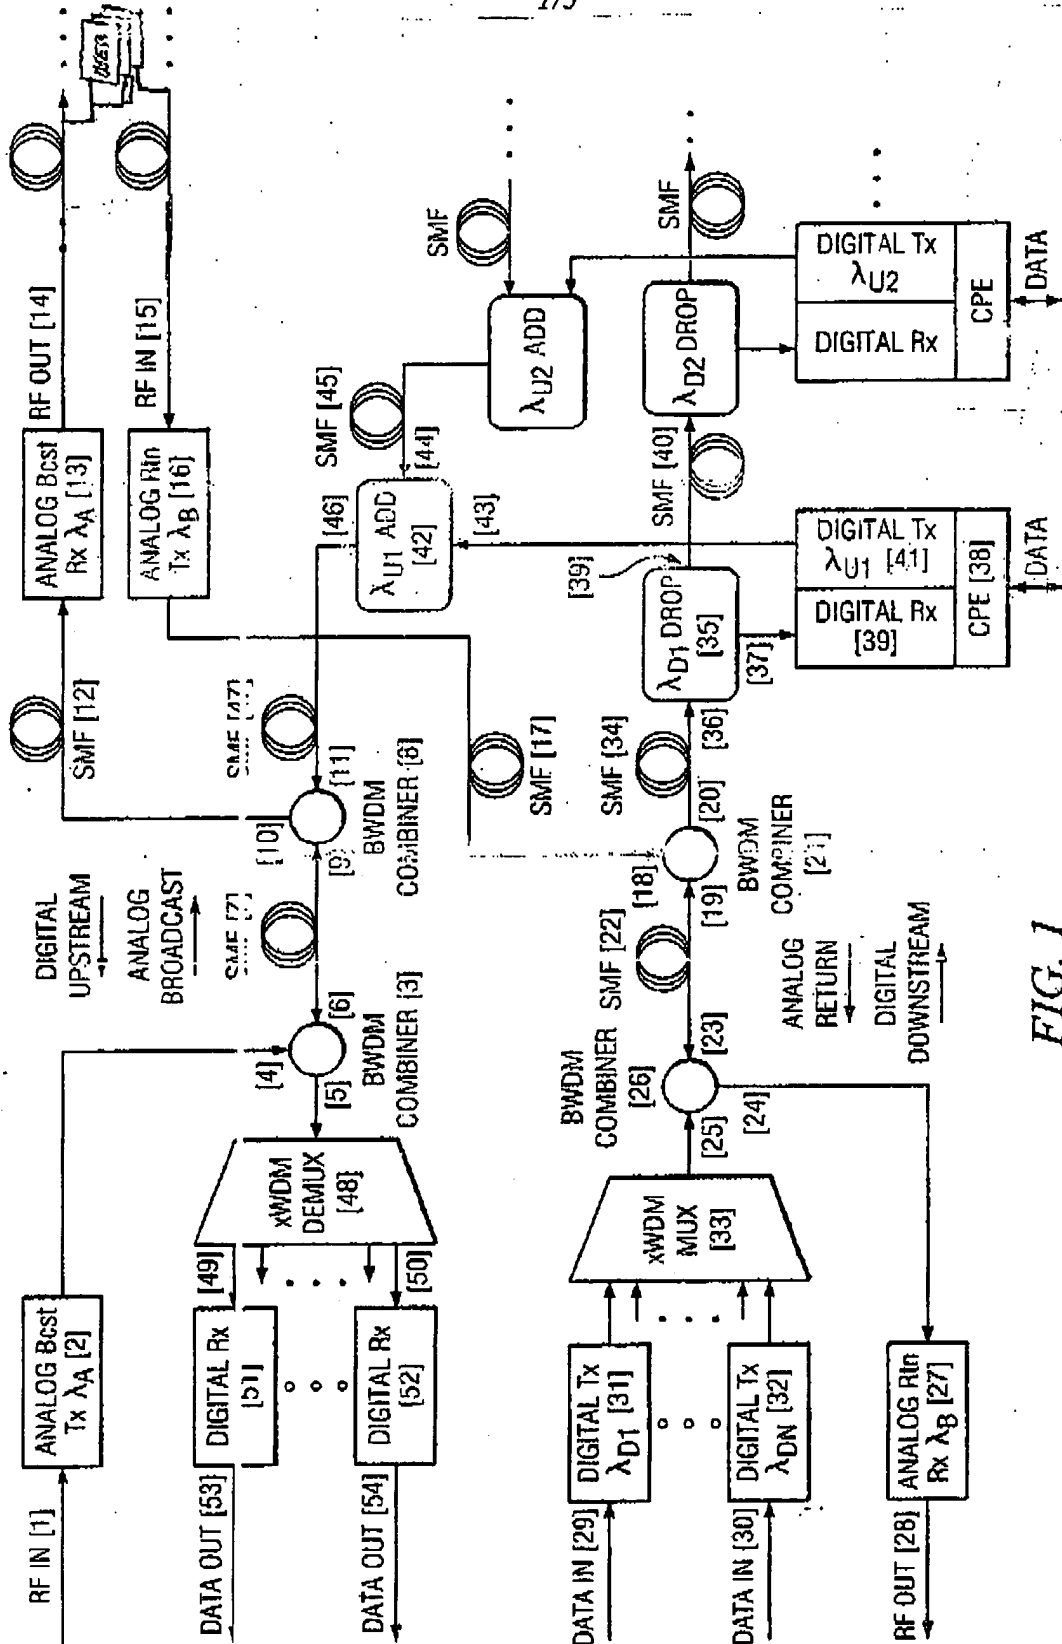 1/5
RF IN [1]
ANALOG Bcst
Tx λA [2]
DATA OUT [53]
DIGITAL Rx
[51]
DATA OUT [54]
DIGITAL Rx
[52]
[49]
[50]
xWDM
DEMUX
[48]
[4]
[5]
[6]
BWDM
COMBINER [3]
DIGITAL
UPSTREAM
ANALOG
BROADCAST
SMF [7]
[9]
[10]
[11]
BWDM
COMBINER [8]
SMF [12]
SMF [47]
ANALOG Bcst
Rx λA [13]
RF OUT [14]
ANALOG Rtn
Tx λB [16]
RF IN [15]
SMF [17]
λU1 ADD
[42]
[46]
[44]
[43]
SMF [45]
λU2 ADD
SMF
DATA IN [29]
DIGITAL Tx
λD1 [31]
DATA IN [30]
DIGITAL Tx
λDN [32]
RF OUT [28]
ANALOG Rtn
Rx λB [27]
xWDM
MUX
[33]
[25]
[24]
[23]
BWDM
COMBINER
[26]
SMF [22]
ANALOG
RETURN
DIGITAL
DOWNSTREAM
[18]
[19]
[20]
BWDM
COMBINER
[21]
SMF [34]
[36]
λD1 DROP
[35]
[37]
[39]
SMF [40]
λD2 DROP
SMF
DIGITAL Tx
λU1 [41]
DIGITAL Rx
[39]
CPE [38]
DATA
DIGITAL Tx
λU2
DIGITAL Rx
CPE
DATA
FIG. 1